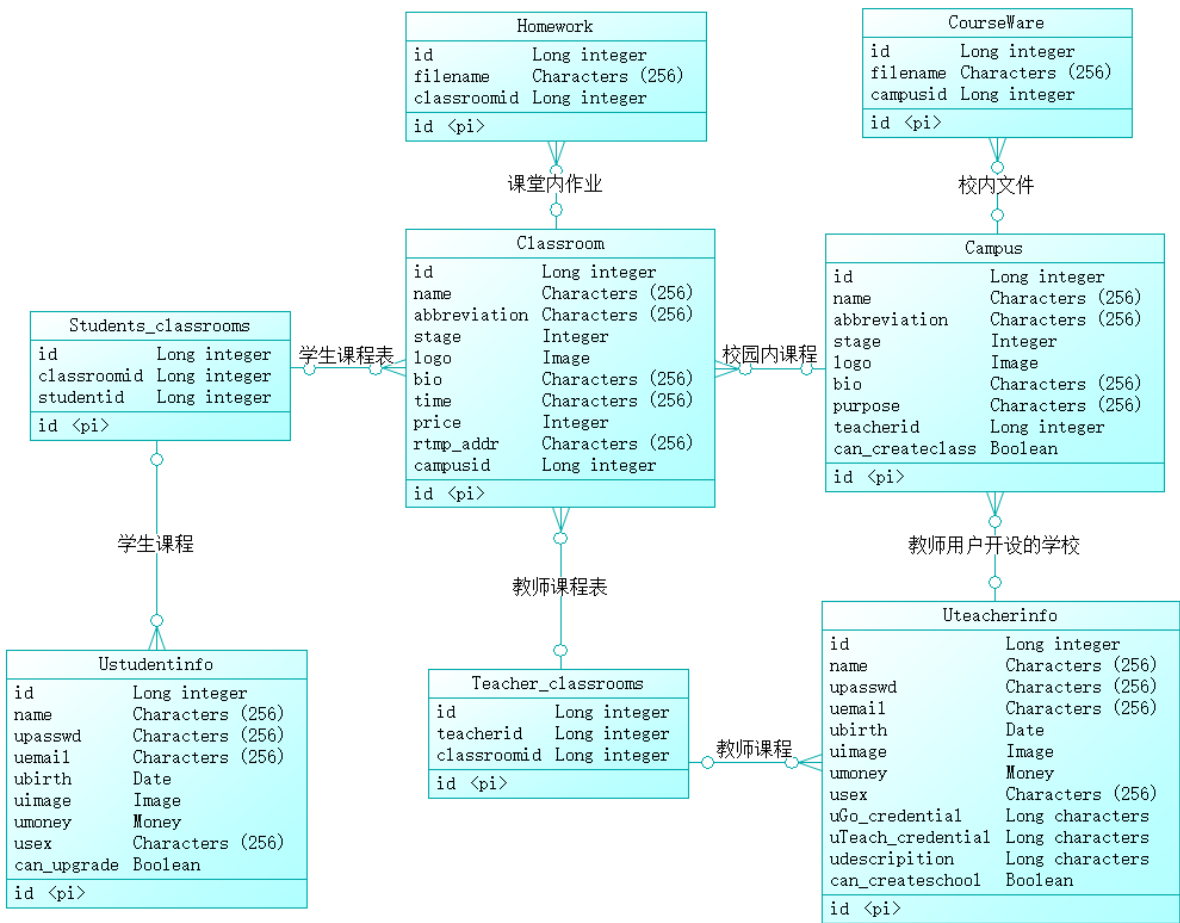 Homework
id Long integer
filename Characters (256)
classroomid Long integer
id <pi>
CourseWare
id Long integer
filename Characters (256)
campusid Long integer
id <pi>
课堂内作业
校内文件
Classroom
id Long integer
name Characters (256)
abbreviation Characters (256)
stage Integer
logo Image
bio Characters (256)
time Characters (256)
price Integer
rtmp_addr Characters (256)
campusid Long integer
id <pi>
Campus
id Long integer
name Characters (256)
abbreviation Characters (256)
stage Integer
logo Image
bio Characters (256)
purpose Characters (256)
teacherid Long integer
can_createclass Boolean
id <pi>
Students_classrooms
id Long integer
classroomid Long integer
studentid Long integer
id <pi>
学生课程表
校园内课程
学生课程
教师课程表
教师用户开设的学校
Ustudentinfo
id Long integer
name Characters (256)
upasswd Characters (256)
uemail Characters (256)
ubirth Date
uimage Image
umoney Money
usex Characters (256)
can_upgrade Boolean
id <pi>
Teacher_classrooms
id Long integer
teacherid Long integer
classroomid Long integer
id <pi>
教师课程
Uteacherinfo
id Long integer
name Characters (256)
upasswd Characters (256)
uemail Characters (256)
ubirth Date
uimage Image
umoney Money
usex Characters (256)
uGo_credential Long characters
uTeach_credential Long characters
udescripition Long characters
can_createschool Boolean
id <pi>